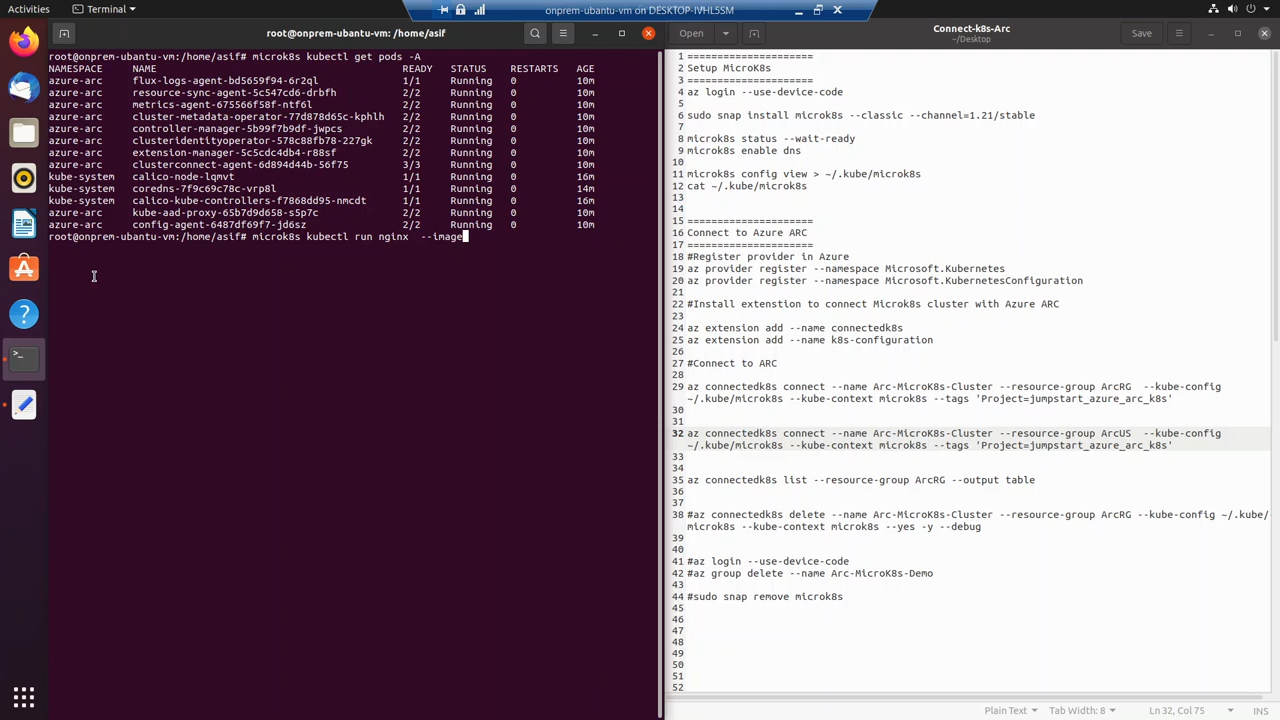 Activities
Terminal
onprem-ubantu-vm on DESKTOP-IVHL5SM
root@onprem-ubantu-vm: /home/asif
root@onprem-ubantu-vm:/home/asif# microk8s kubectl get pods -A
NAMESPACE NAME READY STATUS RESTARTS AGE
azure-arc flux-logs-agent-bd5659f94-6r2ql 1/1 Running 0 10m
azure-arc resource-sync-agent-5c547cd6-drbfh 2/2 Running 0 10m
azure-arc metrics-agent-675566f58f-ntf6l 2/2 Running 0 10m
azure-arc cluster-metadata-operator-77d878d65c-kphlh 2/2 Running 0 10m
azure-arc controller-manager-5b99f7b9df-jwpcs 2/2 Running 0 10m
azure-arc clusteridentityoperator-578c88fb78-227gk 2/2 Running 0 10m
azure-arc extension-manager-5c5cdc4db4-r88sf 2/2 Running 0 10m
azure-arc clusterconnect-agent-6d894d44b-56f75 3/3 Running 0 10m
kube-system calico-node-lqmvt 1/1 Running 0 16m
kube-system coredns-7f9c69c78c-vrp8l 1/1 Running 0 14m
kube-system calico-kube-controllers-f7868dd95-nmcdt 1/1 Running 0 16m
azure-arc kube-aad-proxy-65b7d9d658-s5p7c 2/2 Running 0 10m
azure-arc config-agent-6487df69f7-jd6sz 2/2 Running 0 10m
root@onprem-ubantu-vm:/home/asif# microk8s kubectl run nginx  --image
Open
Connect-k8s-Arc
~/Desktop
Save
1 =====================
2 Setup MicroK8s
3 =====================
4 az login --use-device-code
5
6 sudo snap install microk8s --classic --channel=1.21/stable
7
8 microk8s status --wait-ready
9 microk8s enable dns
10
11 microk8s config view > ~/.kube/microk8s
12 cat ~/.kube/microk8s
13
14
15 =====================
16 Connect to Azure ARC
17 =====================
18 #Register provider in Azure
19 az provider register --namespace Microsoft.Kubernetes
20 az provider register --namespace Microsoft.KubernetesConfiguration
21
22 #Install extenstion to connect Microk8s cluster with Azure ARC
23
24 az extension add --name connectedk8s
25 az extension add --name k8s-configuration
26
27 #Connect to ARC
28
29 az connectedk8s connect --name Arc-MicroK8s-Cluster --resource-group ArcRG  --kube-config
~/.kube/microk8s --kube-context microk8s --tags 'Project=jumpstart_azure_arc_k8s'
30
31
32 az connectedk8s connect --name Arc-MicroK8s-Cluster --resource-group ArcUS  --kube-config
~/.kube/microk8s --kube-context microk8s --tags 'Project=jumpstart_azure_arc_k8s'
33
34
35 az connectedk8s list --resource-group ArcRG --output table
36
37
38 #az connectedk8s delete --name Arc-MicroK8s-Cluster --resource-group ArcRG --kube-config ~/.kube/
microk8s --kube-context microk8s --yes -y --debug
39
40
41 #az login --use-device-code
42 #az group delete --name Arc-MicroK8s-Demo
43
44 #sudo snap remove microk8s
45
46
47
48
49
50
51
52
Plain Text
Tab Width: 8
Ln 32, Col 75
INS